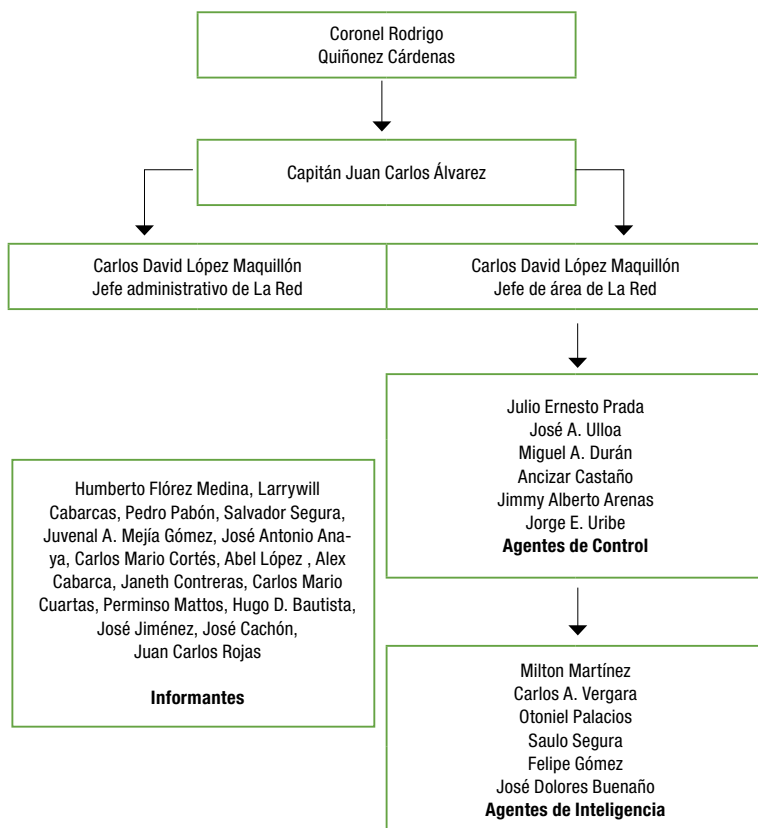 Coronel Rodrigo
Quiñonez Cárdenas
Capitán Juan Carlos Álvarez
Carlos David López Maquillón
Jefe administrativo de La Red
Carlos David López Maquillón
Jefe de área de La Red
Julio Ernesto Prada
José A. Ulloa
Miguel A. Durán
Ancizar Castaño
Jimmy Alberto Arenas
Jorge E. Uribe
Agentes de Control
Humberto Flórez Medina, Larrywill
Cabarcas, Pedro Pabón, Salvador Segura,
Juvenal A. Mejía Gómez, José Antonio Ana-
ya, Carlos Mario Cortés, Abel López , Alex
Cabarca, Janeth Contreras, Carlos Mario
Cuartas, Perminso Mattos, Hugo D. Bautista,
José Jiménez, José Cachón,
Juan Carlos Rojas
Informantes
Milton Martínez
Carlos A. Vergara
Otoniel Palacios
Saulo Segura
Felipe Gómez
José Dolores Buenaño
Agentes de Inteligencia